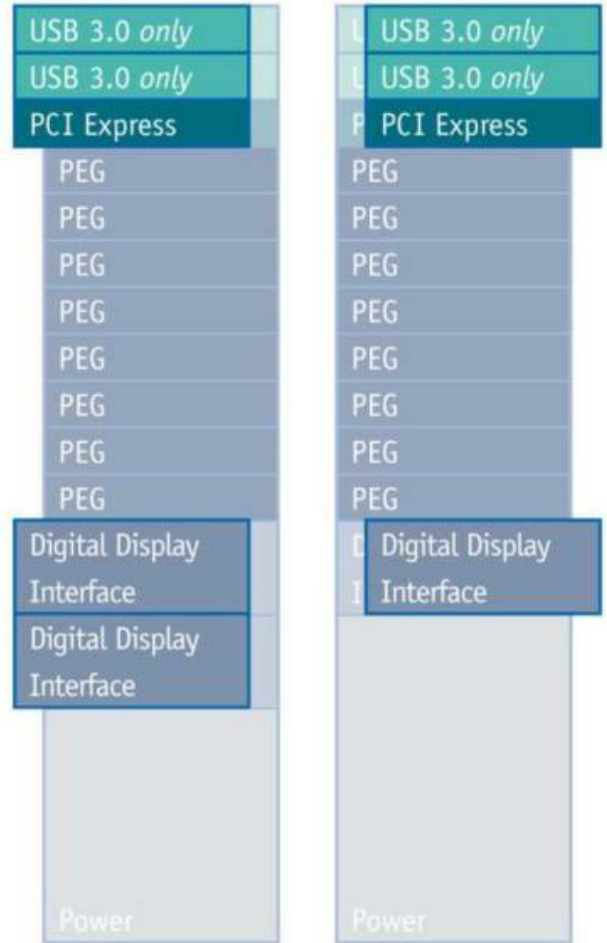 USB 3.0 only
USB 3.0 only
PCI Express
PEG
PEG
PEG
PEG
PEG
PEG
PEG
PEG
Digital Display
Interface
Digital Display
Interface
Power
L USB 3.0 only
L USB 3.0 only
P PCI Express
PEG
PEG
PEG
PEG
PEG
PEG
PEG
PEG
D Digital Display
I Interface
Power